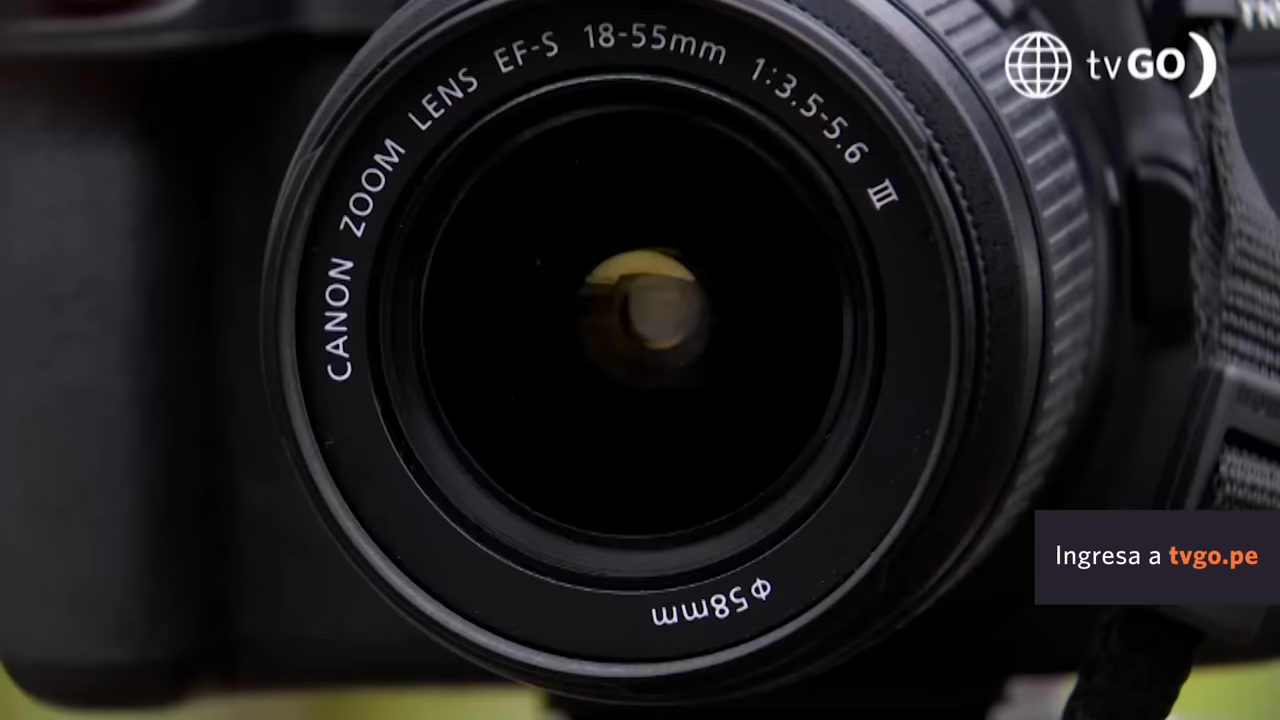 CANON ZOOM LENS EF-S 18-55mm 1:3.5-5.6 III
Φ58mm
tvGO
Ingresa a tvgo.pe